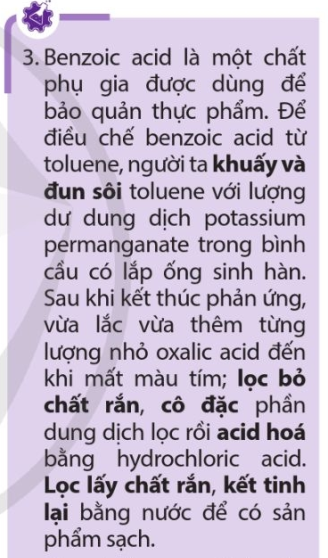 3. Benzoic acid là một chất
phụ gia được dùng để
bảo quản thực phẩm. Để
điều chế benzoic acid từ
toluene, người ta khuấy và
đun sôi toluene với lượng
dư dung dịch potassium
permanganate trong bình
cầu có lắp ống sinh hàn.
Sau khi kết thúc phản ứng,
vừa lắc vừa thêm từng
lượng nhỏ oxalic acid đến
khi mất màu tím; lọc bỏ
chất rắn, cô đặc phần
dung dịch lọc rồi acid hoá
bằng hydrochloric acid.
Lọc lấy chất rắn, kết tinh
lại bằng nước để có sản
phẩm sạch.